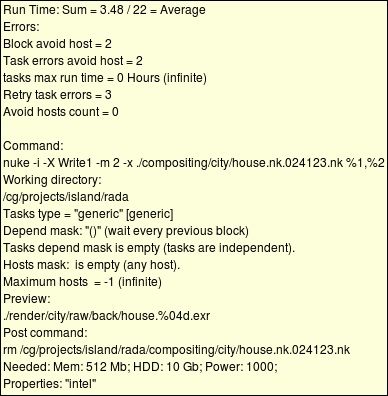 Run Time: Sum = 3.48 / 22 = Average
Errors:
Block avoid host = 2
Task errors avoid host = 2
tasks max run time = 0 Hours (infinite)
Retry task errors = 3
Avoid hosts count = 0
Command:
nuke -i -X Write1 -m 2 -x ./compositing/city/house.nk.024123.nk %1,%2
Working directory:
/cg/projects/island/rada
Tasks type = "generic" [generic]
Depend mask: "()" (wait every previous block)
Tasks depend mask is empty (tasks are independent).
Hosts mask:  is empty (any host).
Maximum hosts  = -1 (infinite)
Preview:
./render/city/raw/back/house.%04d.exr
Post command:
rm /cg/projects/island/rada/compositing/city/house.nk.024123.nk
Needed: Mem: 512 Mb; HDD: 10 Gb; Power: 1000;
Properties: "intel"